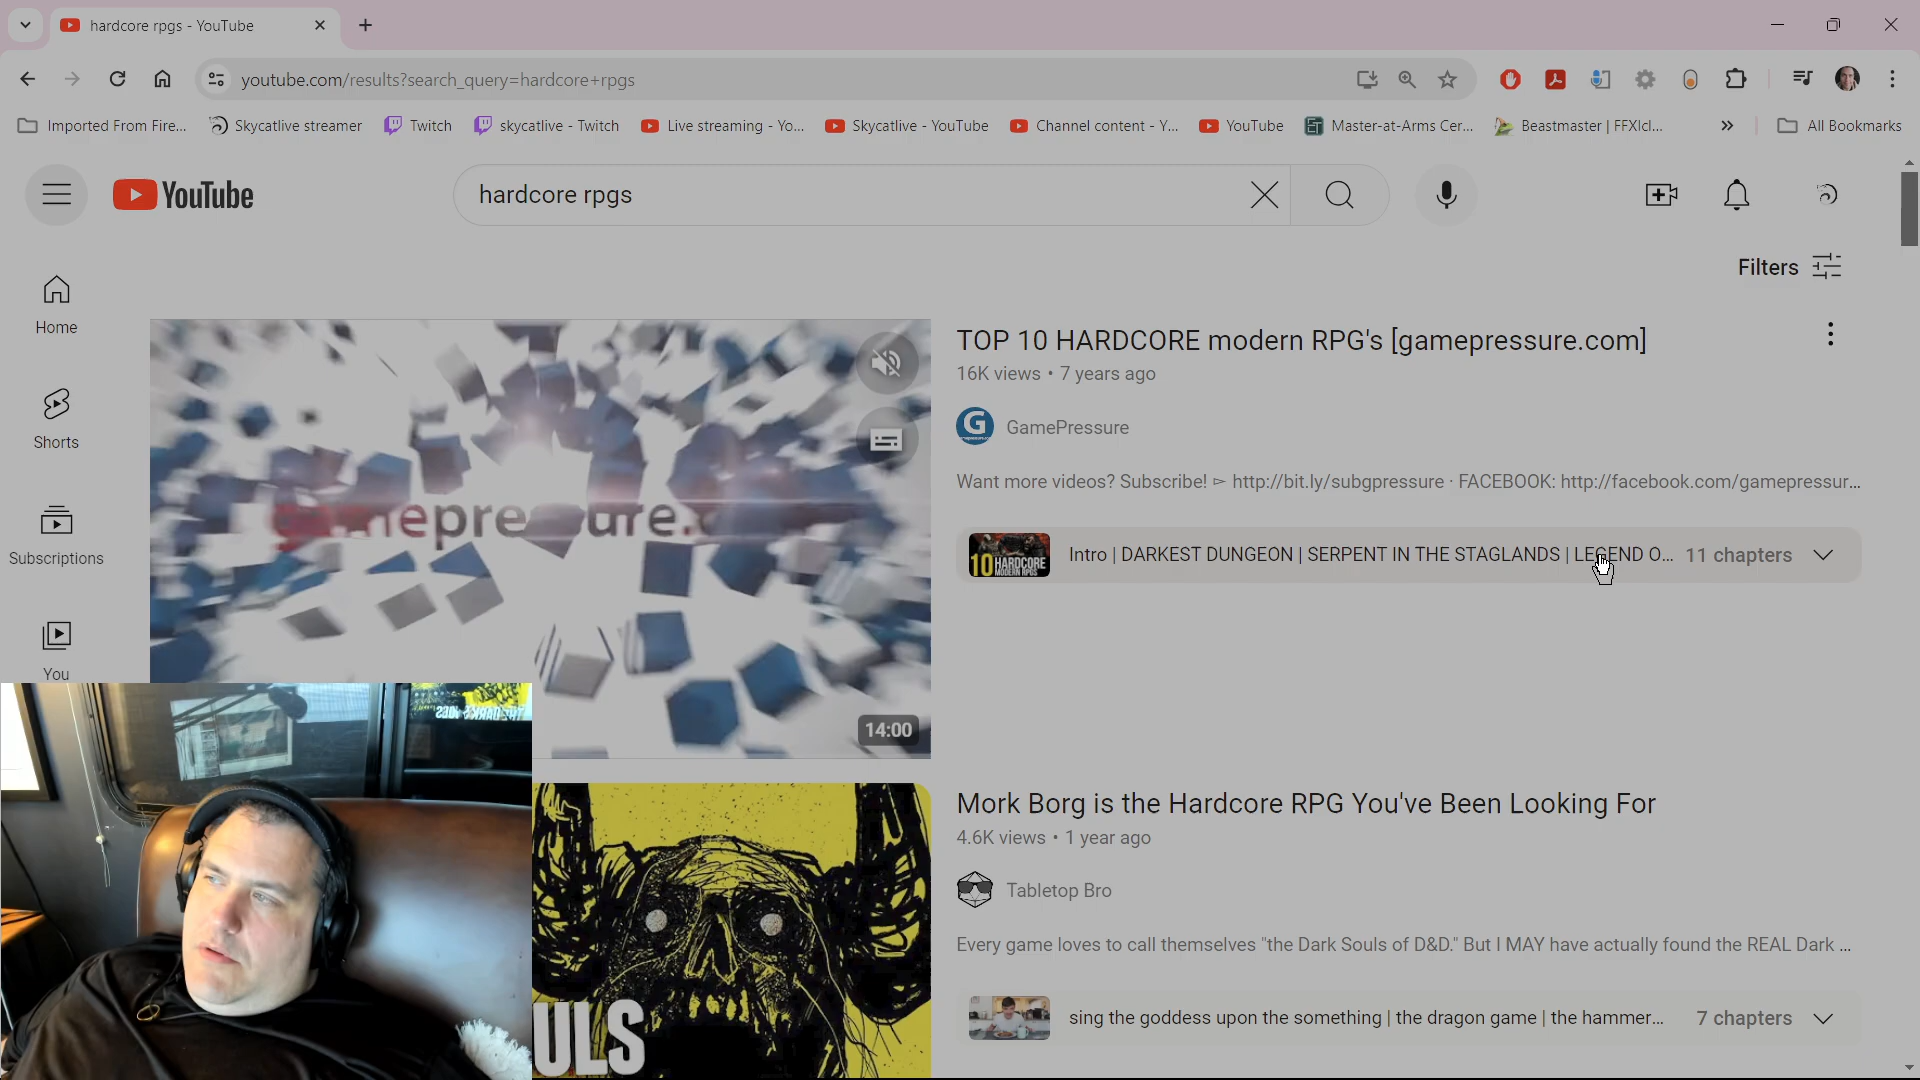 hardcore rpgs - YouTube
youtube.com/results?search_query=hardcore+rpgs
Imported From Fire...
Skycatlive streamer
Twitch
skycatlive - Twitch
Live streaming - Yo...
Skycatlive - YouTube
Channel content - Y...
YouTube
Master-at-Arms Cer...
Beastmaster | FFXIcl...
All Bookmarks
YouTube
hardcore rpgs
Filters
Home
Shorts
Subscriptions
You
14:00
TOP 10 HARDCORE modern RPG's [gamepressure.com]
16K views • 7 years ago
G GamePressure
Want more videos? Subscribe! ▻ http://bit.ly/subgpressure · FACEBOOK: http://facebook.com/gamepressur...
10 HARDCORE
MODERN RPGS
Intro | DARKEST DUNGEON | SERPENT IN THE STAGLANDS | LEGEND O... 11 chapters
Mork Borg is the Hardcore RPG You've Been Looking For
4.6K views • 1 year ago
Tabletop Bro
Every game loves to call themselves "the Dark Souls of D&D." But I MAY have actually found the REAL Dark ...
sing the goddess upon the something | the dragon game | the hammer... 7 chapters
ULS